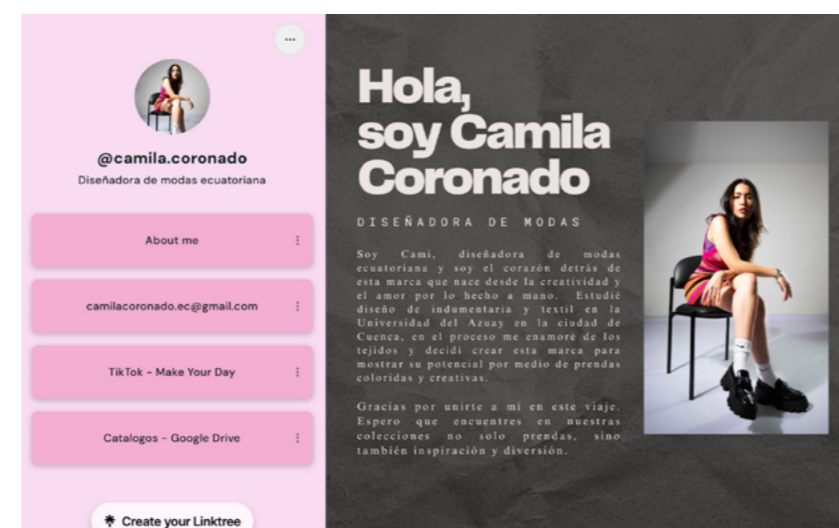 @camila.coronado
Diseñadora de modas ecuatoriana
About me
camilacoronado.ec@gmail.com
TikTok - Make Your Day
Catalogos - Google Drive
Create your Linktree
Hola,
soy Camila
Coronado
DISEÑADORA DE MODAS
Soy Cami, diseñadora de modas
ecuatoriana y soy el corazón detrás de
esta marca que nace desde la creatividad y
el amor por lo hecho a mano. Estudié
diseño de indumentaria y textil en la
Universidad del Azuay en la ciudad de
Cuenca, en el proceso me enamoré de los
tejidos y decidí crear esta marca para
mostrar su potencial por medio de prendas
coloridas y creativas.
Gracias por unirte a mí en este viaje.
Espero que encuentres en nuestras
colecciones no solo prendas, sino
también inspiración y diversión.